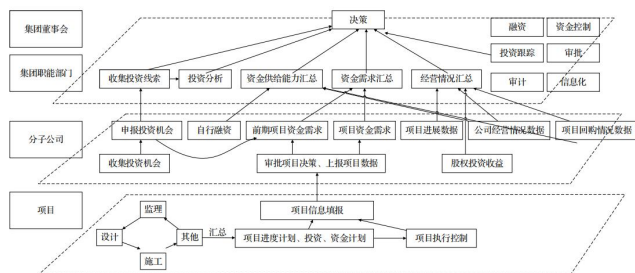 集团董事会
决策
融资
资金控制
投资跟踪
审批
集团职能部门
收集投资线索
投资分析
资金供给能力汇总
资金需求汇总
经营情况汇总
审计
信息化
分子公司
申报投资机会
自行融资
前期项目资金需求
项目资金需求
项目进展数据
公司经营情况数据
项目回购情况数据
收集投资机会
审批项目决策、上报项目数据
股权投资收益
项目
监理
项目信息填报
设计
其他
汇总
项目进度计划、投资、资金计划
项目执行控制
施工